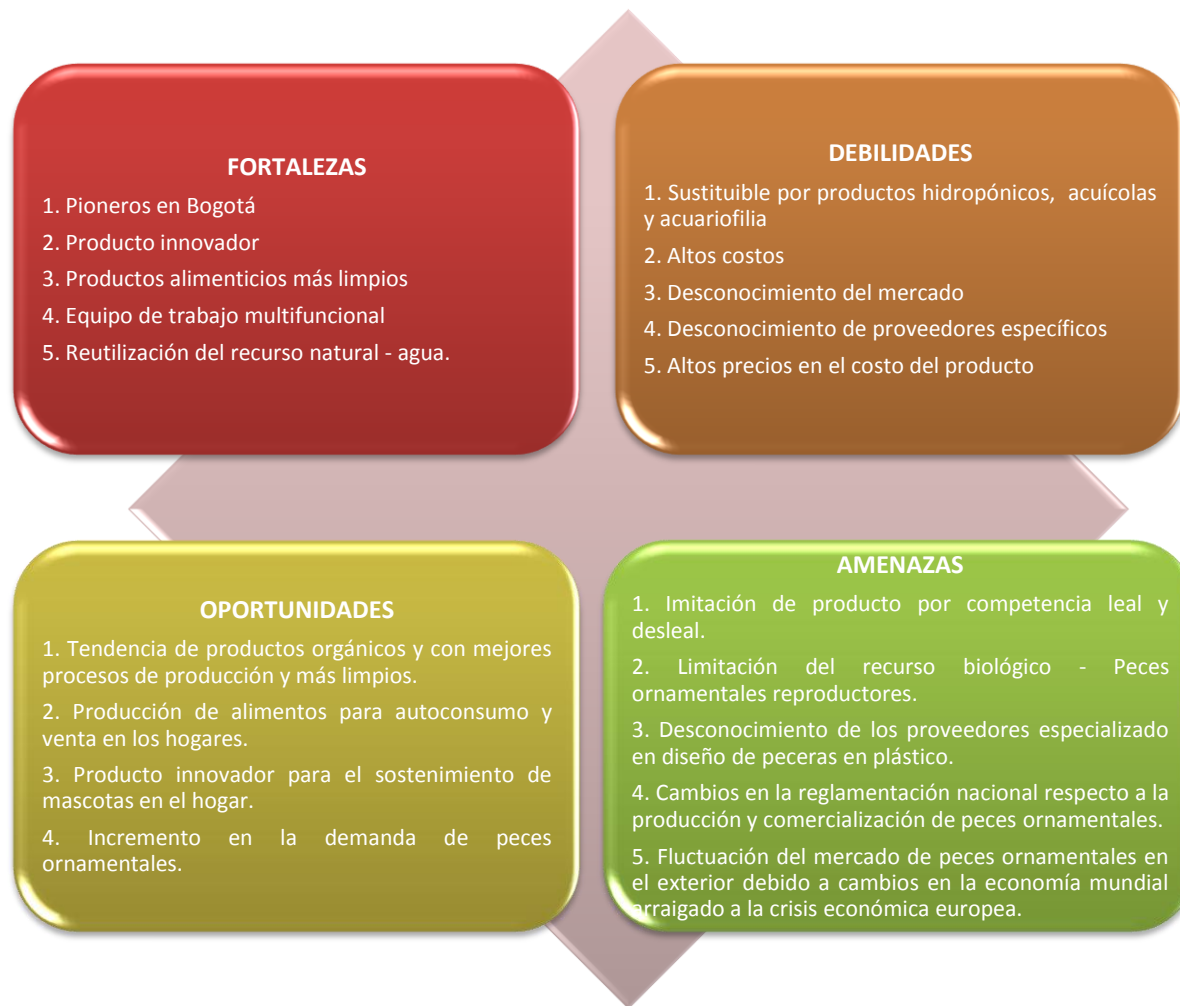 FORTALEZAS
1. Pioneros en Bogotá
2. Producto innovador
3. Productos alimenticios más limpios
4. Equipo de trabajo multifuncional
5. Reutilización del recurso natural - agua.
DEBILIDADES
1. Sustituible por productos hidropónicos, acuícolas
y acuariofilia
2. Altos costos
3. Desconocimiento del mercado
4. Desconocimiento de proveedores específicos
5. Altos precios en el costo del producto
OPORTUNIDADES
1. Tendencia de productos orgánicos y con mejores
procesos de producción y más limpios.
2. Producción de alimentos para autoconsumo y
venta en los hogares.
3. Producto innovador para el sostenimiento de
mascotas en el hogar.
4. Incremento en la demanda de peces
ornamentales.
AMENAZAS
1. Imitación de producto por competencia leal y
desleal.
2. Limitación del recurso biológico - Peces
ornamentales reproductores.
3. Desconocimiento de los proveedores especializado
en diseño de peceras en plástico.
4. Cambios en la reglamentación nacional respecto a la
producción y comercialización de peces ornamentales.
5. Fluctuación del mercado de peces ornamentales en
el exterior debido a cambios en la economía mundial
arraigado a la crisis económica europea.